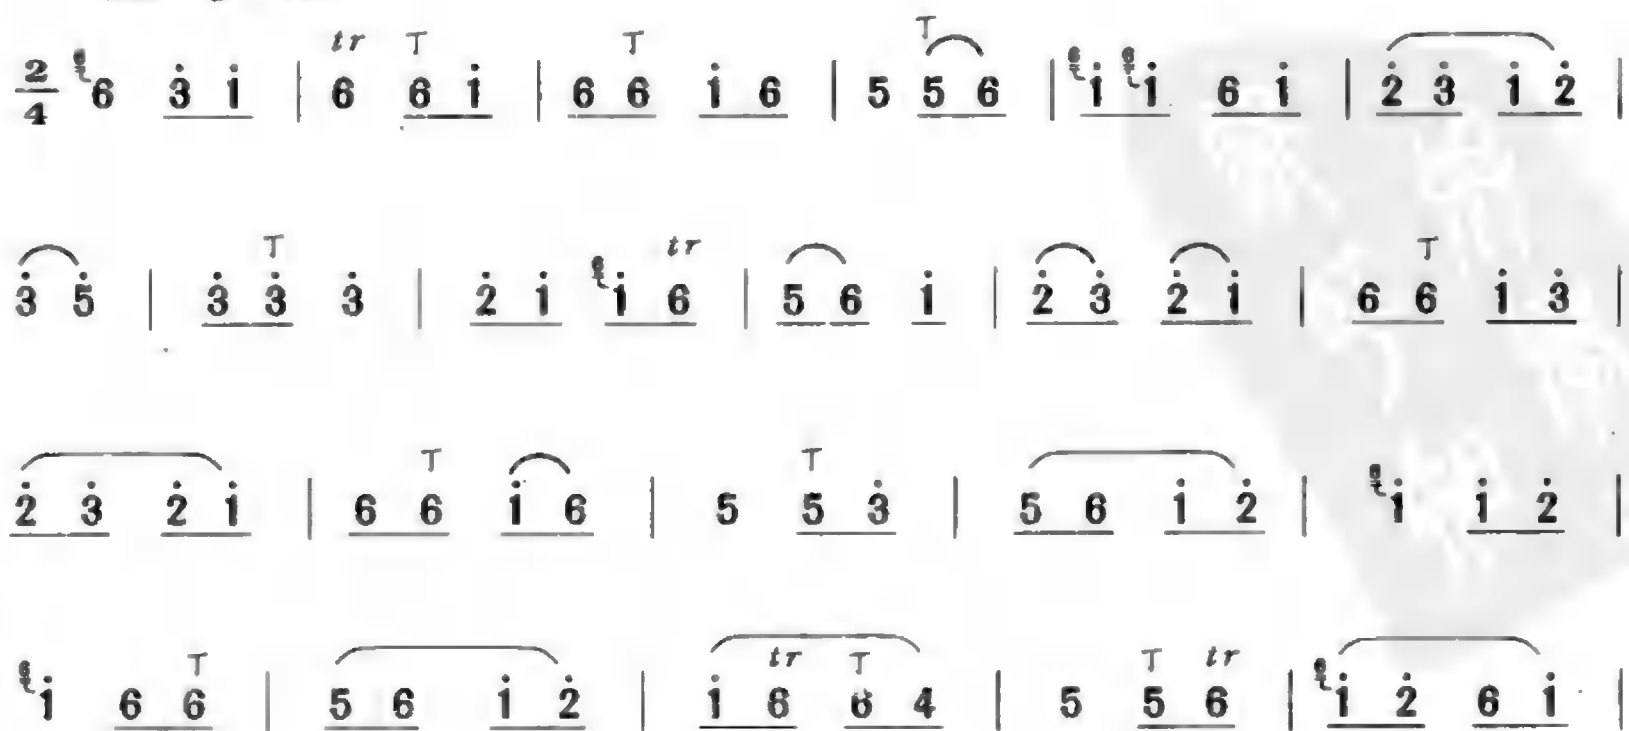 2/4 6 3̇ 1̇ | 6 6 1̇ | 6 6 1̇ 6 | 5 5 6 | 1̇ 1̇ 6 1̇ | 2̇ 3̇ 1̇ 2̇ |
3̇ 5̇ | 3̇ 3̇ 3̇ | 2̇ 1̇ 1̇ 6 | 5 6 1̇ | 2̇ 3̇ 2̇ 1̇ | 6 6 1̇ 3̇ |
2̇ 3̇ 2̇ 1̇ | 6 6 1̇ 6 | 5 5 3̇ | 5 6 1̇ 2̇ | 1̇ 1̇ 2̇ |
1̇ 6 6 | 5 6 1̇ 2̇ | 1̇ 6 6 4 | 5 5 6 | 1̇ 2̇ 6 1̇ |